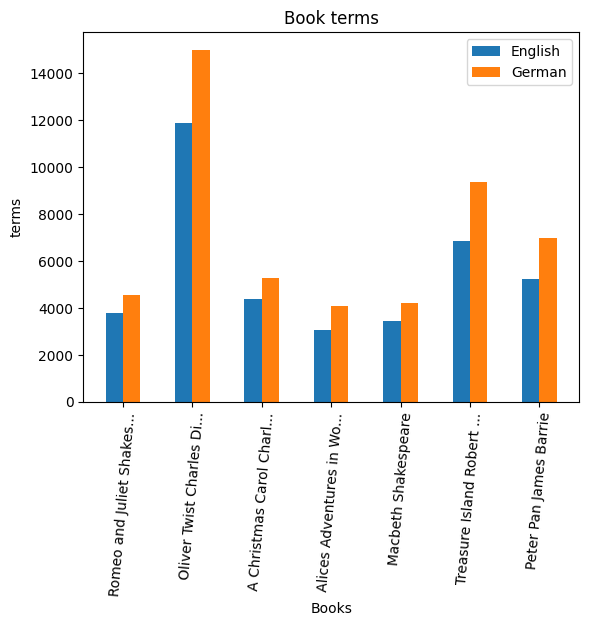 Book terms
English
German
terms
14000
12000
10000
8000
6000
4000
2000
0
Romeo and Juliet Shakes...
Oliver Twist Charles Di...
A Christmas Carol Charl...
Alices Adventures in Wo...
Macbeth Shakespeare
Treasure Island Robert ...
Peter Pan James Barrie
Books